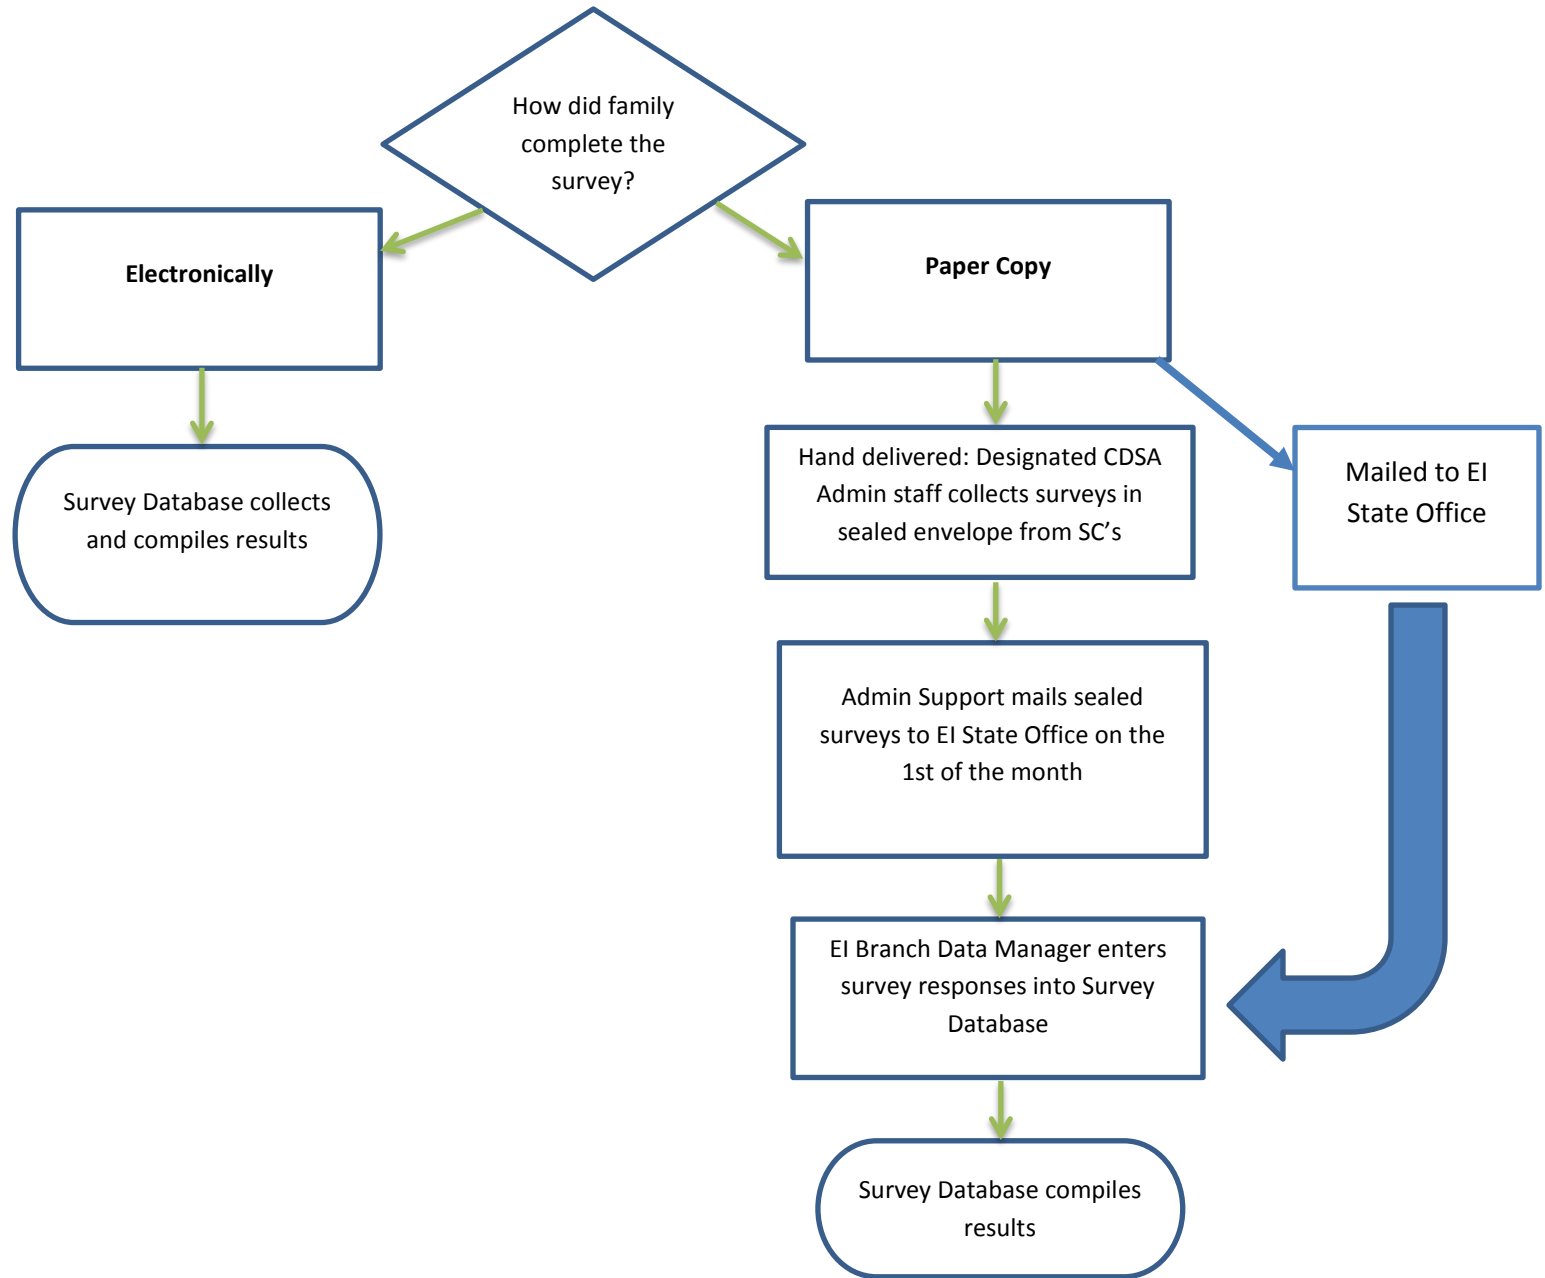 How did family
complete the
survey?
Electronically
Paper Copy
Survey Database collects
and compiles results
Hand delivered: Designated CDSA
Admin staff collects surveys in
sealed envelope from SC’s
Mailed to EI
State Office
Admin Support mails sealed
surveys to EI State Office on the
1st of the month
EI Branch Data Manager enters
survey responses into Survey
Database
Survey Database compiles
results